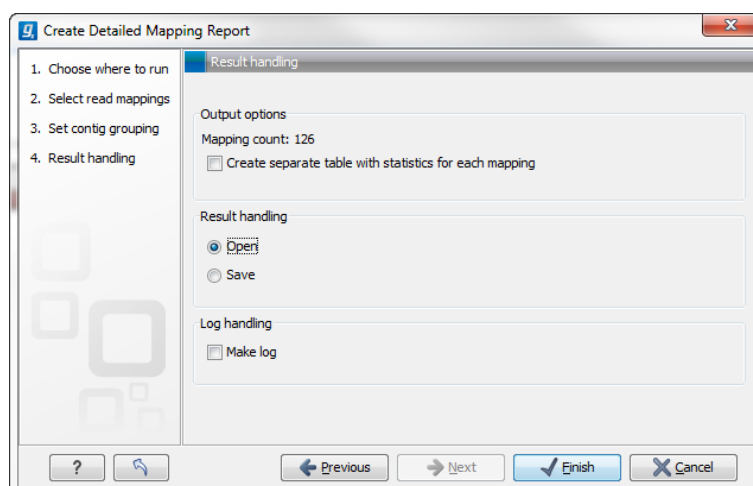 Create Detailed Mapping Report
1. Choose where to run
2. Select read mappings
3. Set contig grouping
4. Result handling
Result handling
Output options
Mapping count: 126
Create separate table with statistics for each mapping
Result handling
Open
Save
Log handling
Make log
?
Previous
Next
Finish
Cancel